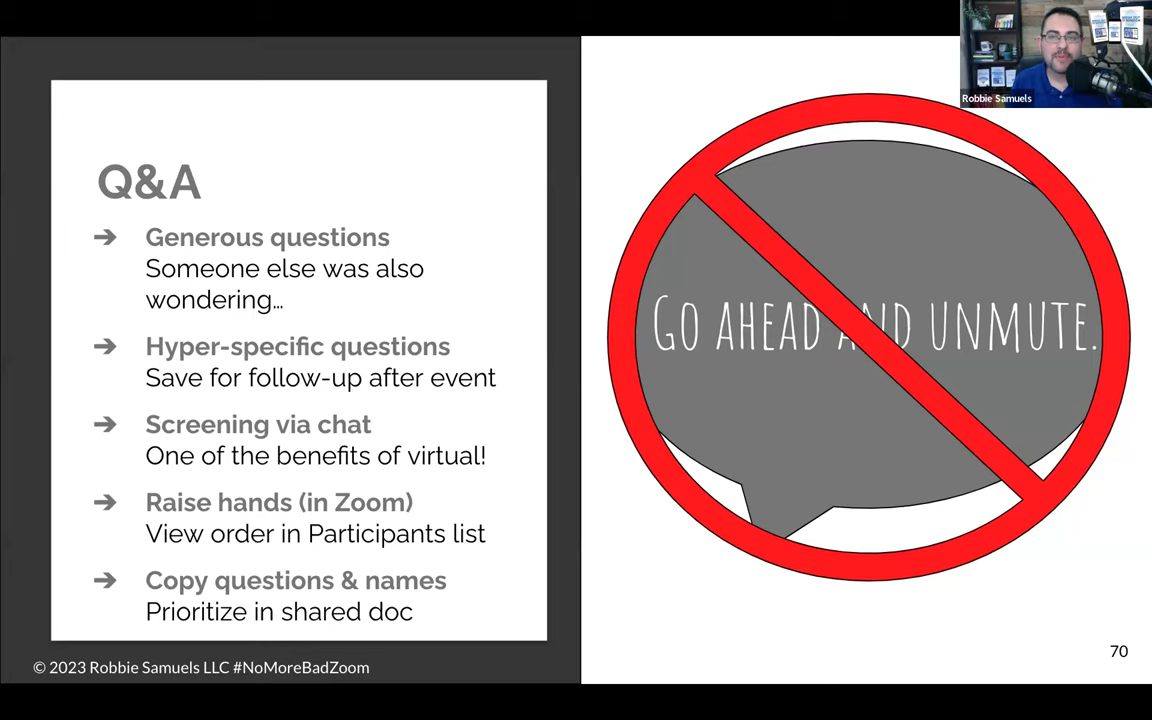 Q&A
➔ Generous questions
Someone else was also
wondering…
➔ Hyper-specific questions
Save for follow-up after event
➔ Screening via chat
One of the benefits of virtual!
➔ Raise hands (in Zoom)
View order in Participants list
➔ Copy questions & names
Prioritize in shared doc
© 2023 Robbie Samuels LLC #NoMoreBadZoom
Robbie Samuels
Go ahead and unmute.
70